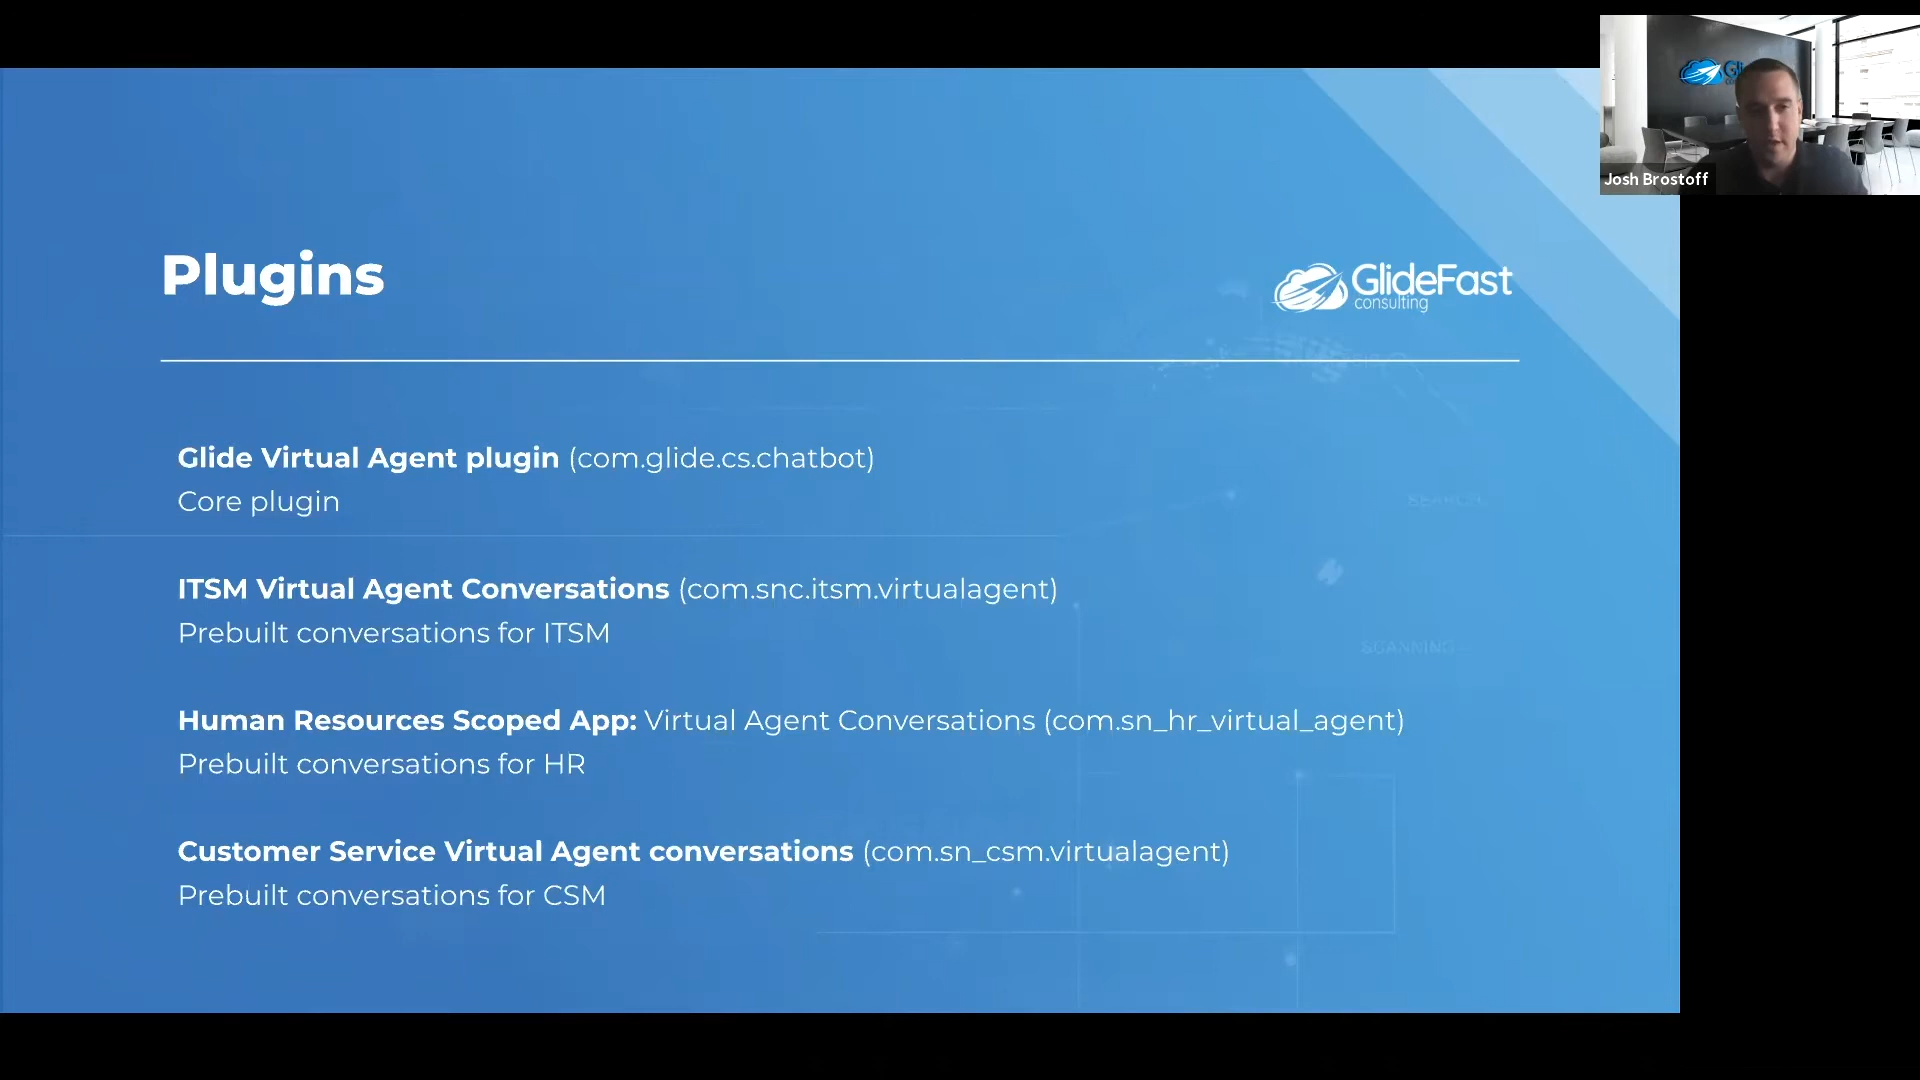 Josh Brostoff
Plugins
GlideFast
consulting
Glide Virtual Agent plugin (com.glide.cs.chatbot)
Core plugin
ITSM Virtual Agent Conversations (com.snc.itsm.virtualagent)
Prebuilt conversations for ITSM
SCANNING
Human Resources Scoped App: Virtual Agent Conversations (com.sn_hr_virtual_agent)
Prebuilt conversations for HR
Customer Service Virtual Agent conversations (com.sn_csm.virtualagent)
Prebuilt conversations for CSM